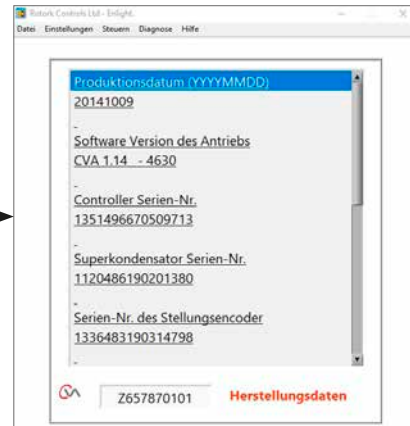 Rotork Controls Ltd - Enlight.
Datei Einstellungen Steuern Diagnose Hilfe
Produktionsdatum (YYYYMMDD)
20141009
-
Software Version des Antriebs
CVA 1.14 - 4630
-
Controller Serien-Nr.
1351496670509713
-
Superkondensator Serien-Nr.
1120486190201380
-
Serien-Nr. des Stellungsencoder
1336483190314798
-
Z657870101 Herstellungsdaten